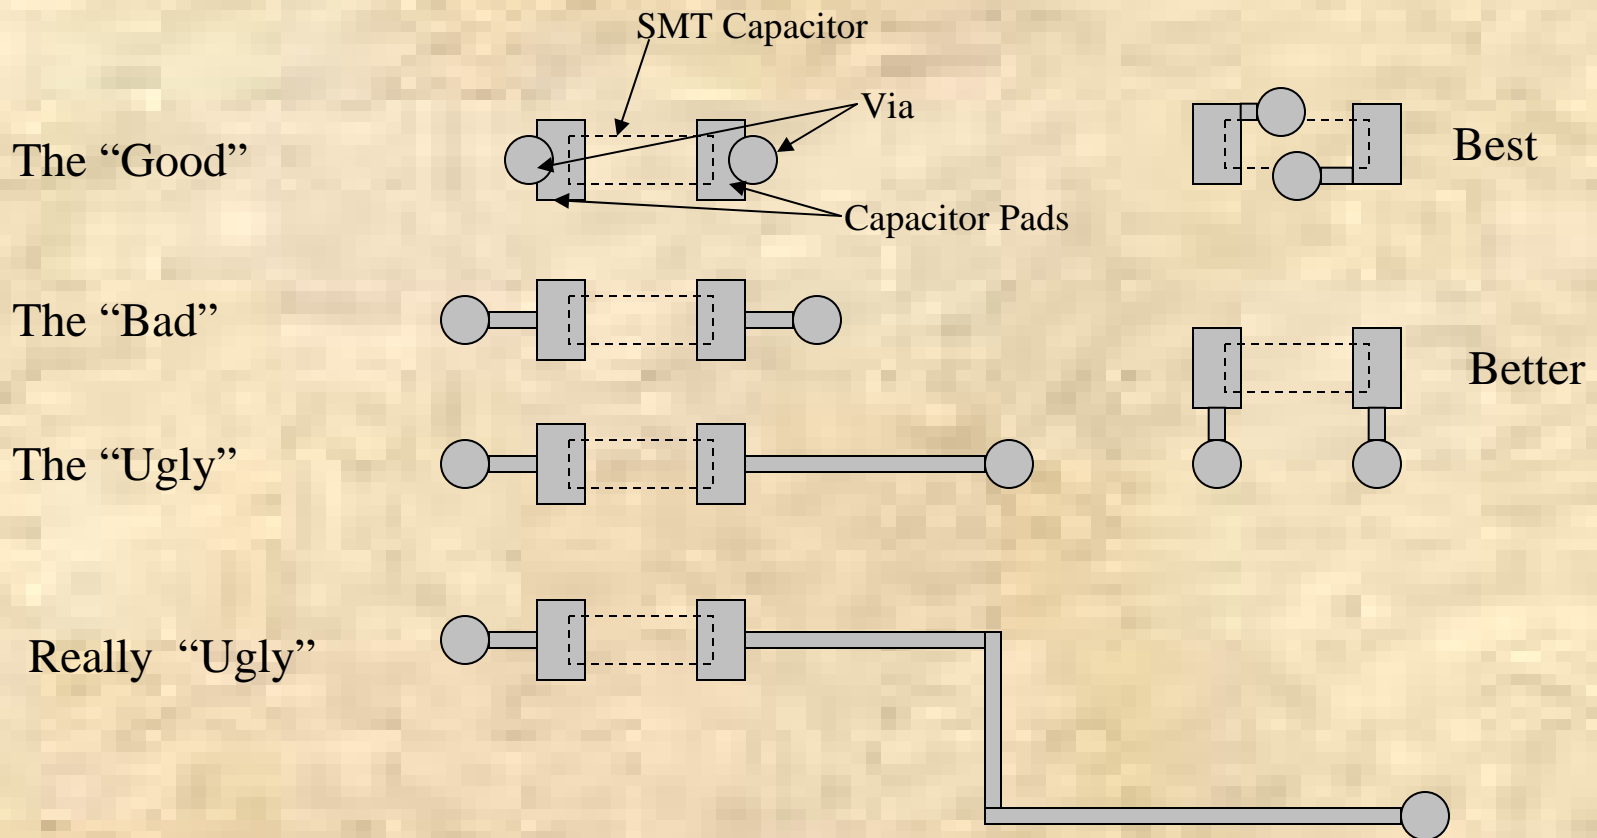 SMT Capacitor
Via
The “Good”
Best
Capacitor Pads
The “Bad”
Better
The “Ugly”
Really “Ugly”